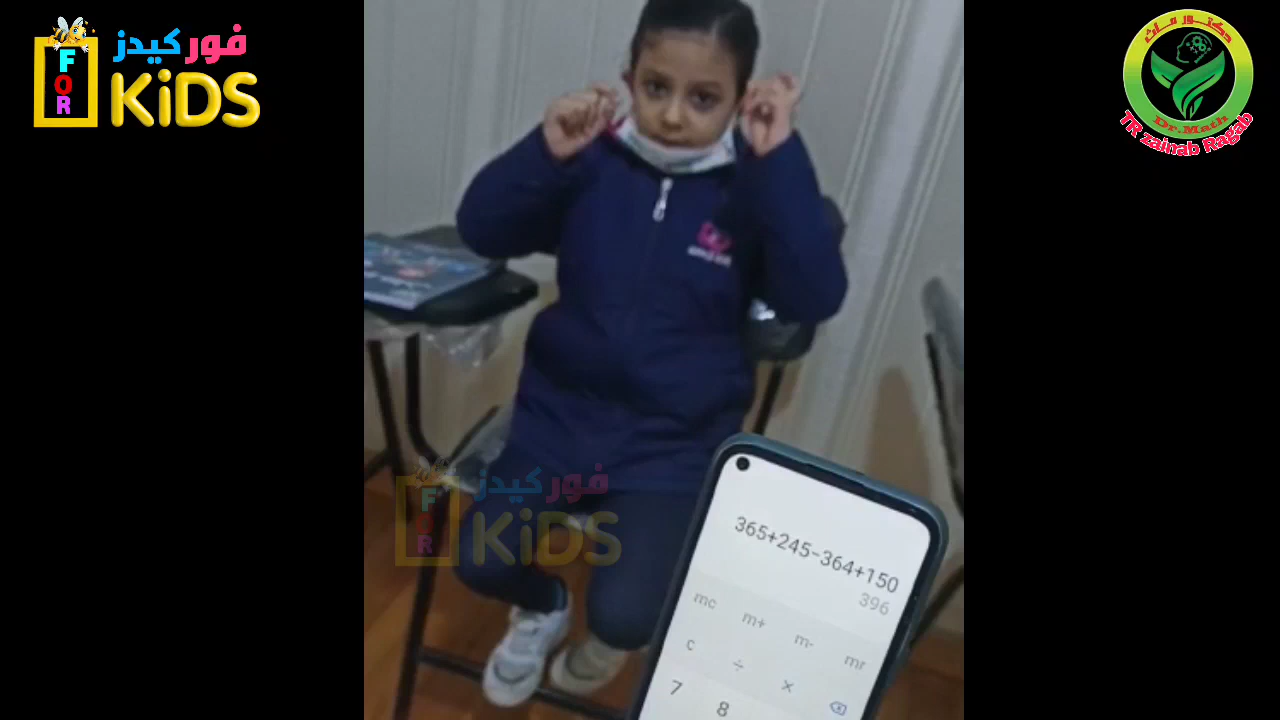 فور كيدز
FOR
KiDS
دكتور ماث
Dr.Math
TR zainab Ragab
فور كيدز
FOR
KiDS
365+245-364+150
396
mc m+ m- mr
c ÷ ×
7 8